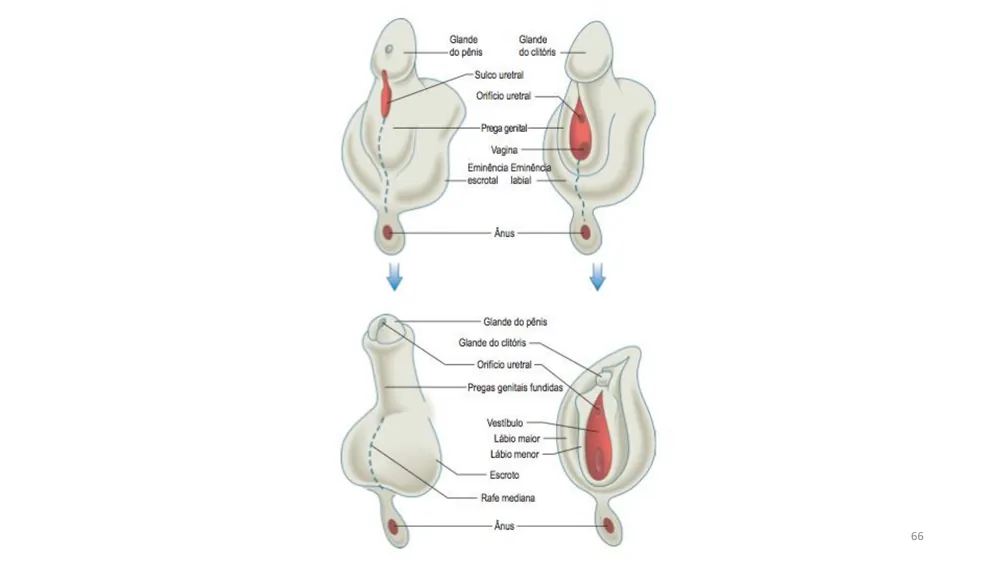 Glande
do pênis
Glande
do clitóris
Sulco uretral
Orifício uretral
Prega genital
Vagina
Eminência
escrotal
Eminência
labial
Ânus
Glande do pênis
Glande do clitóris
Orifício uretral
Pregas genitais fundidas
Vestíbulo
Lábio maior
Lábio menor
Escroto
Rafe mediana
Ânus
66